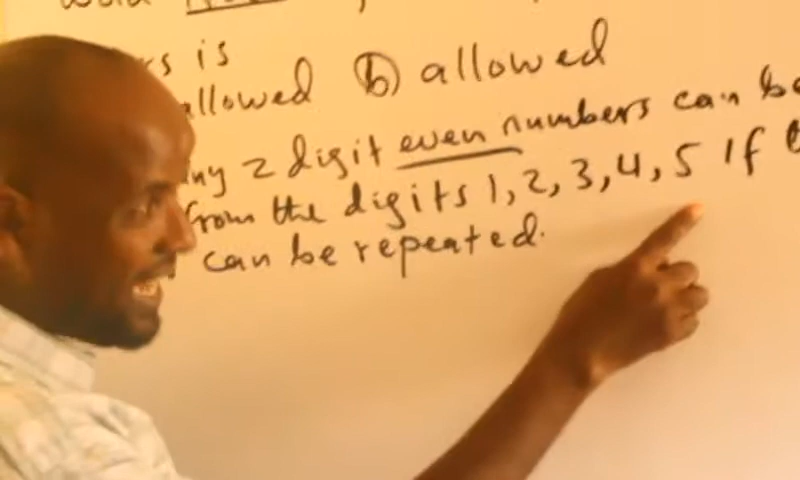 is
allowed ⓑ allowed
2 digit even numbers can be
from the digits 1, 2, 3, 4, 5 If
can be repeated.